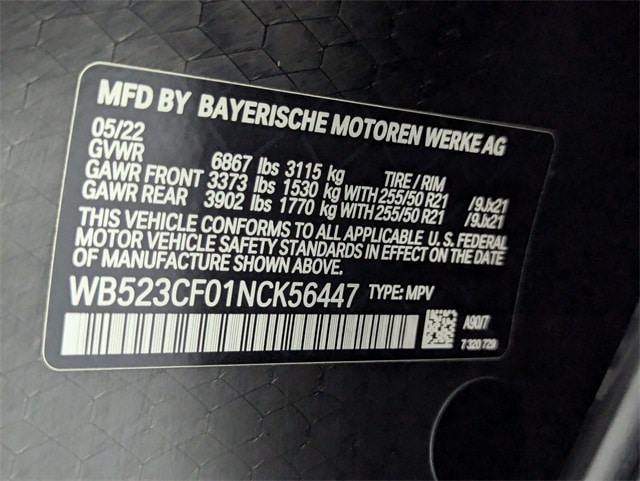 MFD BY BAYERISCHE MOTOREN WERKE AG
05/22
GVWR 6867 lbs 3115 kg TIRE / RIM
GAWR FRONT 3373 lbs 1530 kg WITH 255/50 R21 /9Jx21
GAWR REAR 3902 lbs 1770 kg WITH 255/50 R21 /9Jx21
THIS VEHICLE CONFORMS TO ALL APPLICABLE U.S. FEDERAL
MOTOR VEHICLE SAFETY STANDARDS IN EFFECT ON THE DATE
OF MANUFACTURE SHOWN ABOVE.
WB523CF01NCK56447 TYPE: MPV
A90/7
7 320 729